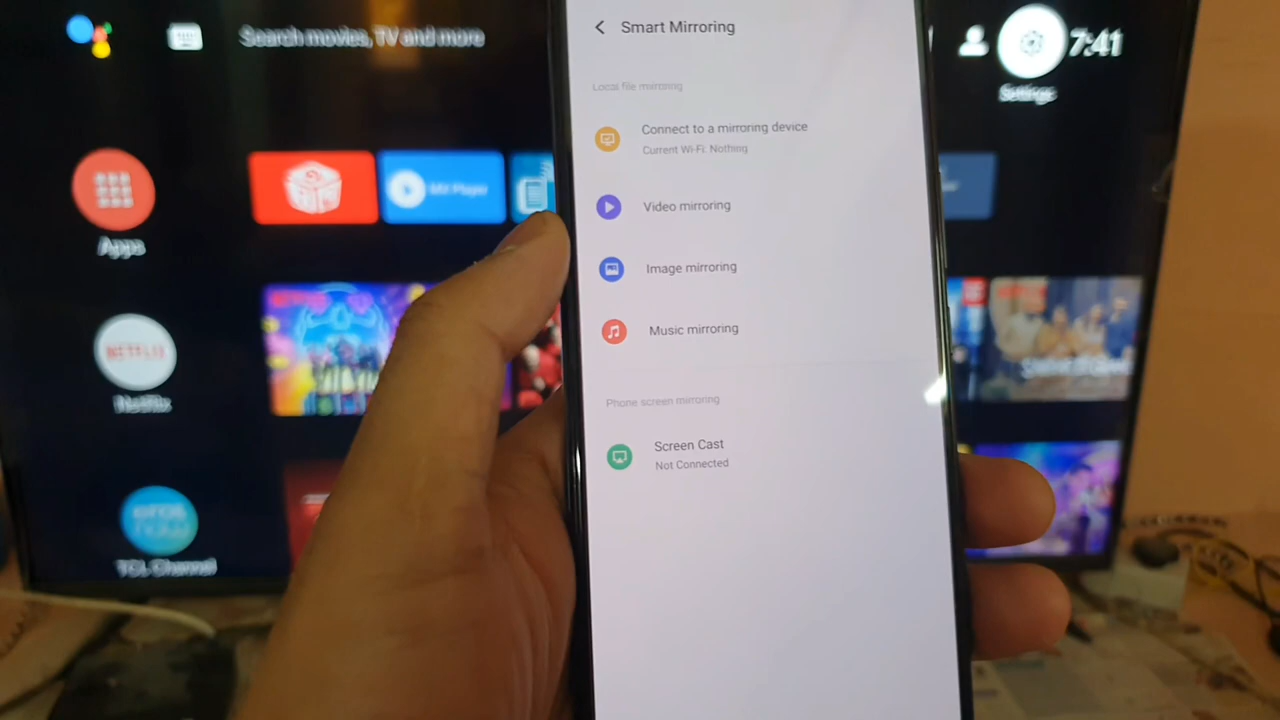 Search movies, TV and more
7:41
Settings
Apps
MX Player
NETFLIX
Netflix
TCL Channel
Smart Mirroring
Local file mirroring
Connect to a mirroring device
Current Wi-Fi: Nothing
Video mirroring
Image mirroring
Music mirroring
Phone screen mirroring
Screen Cast
Not Connected